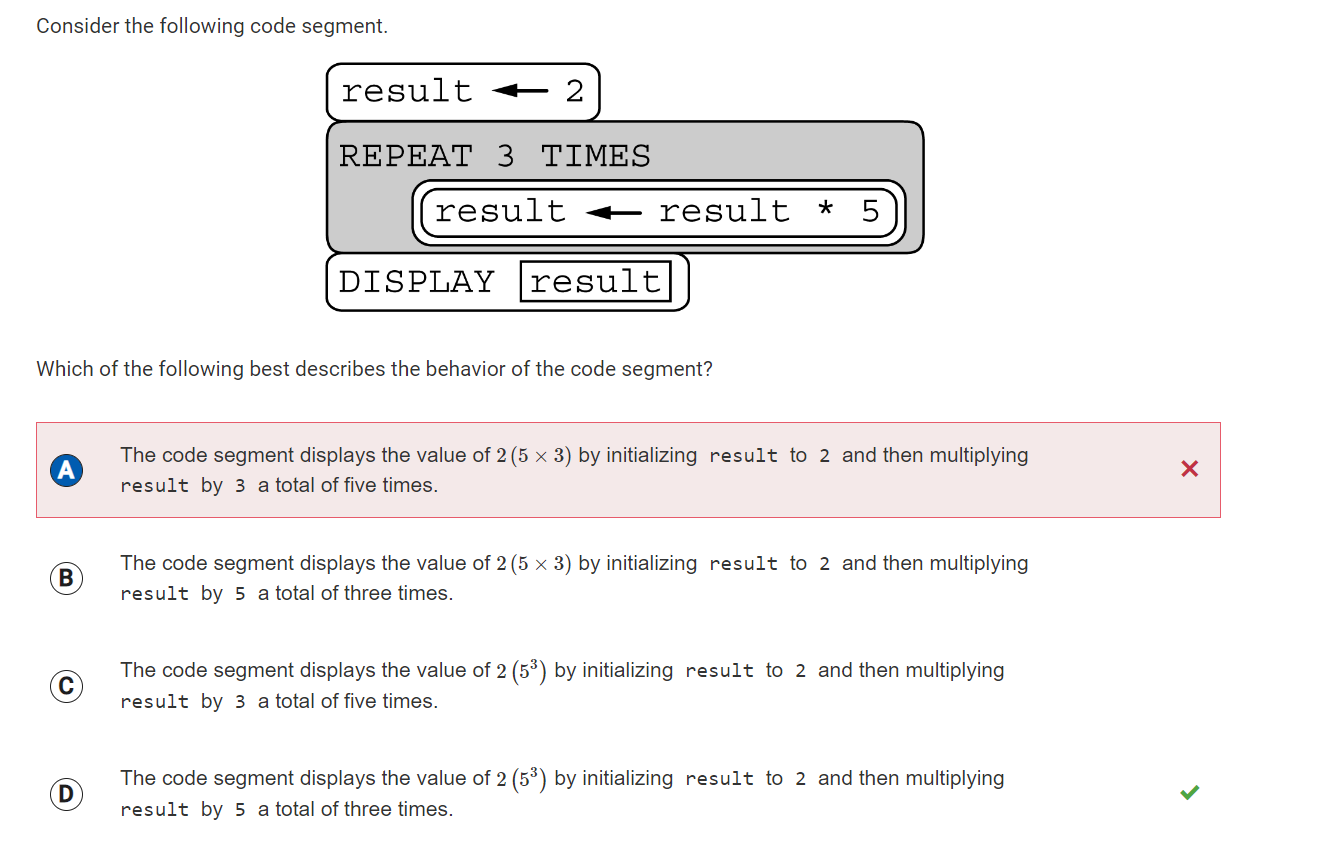 Consider the following code segment.
result ← 2
REPEAT 3 TIMES
result ← result * 5
DISPLAY result
Which of the following best describes the behavior of the code segment?
A The code segment displays the value of 2 (5 × 3) by initializing result to 2 and then multiplying
result by 3 a total of five times.
B The code segment displays the value of 2 (5 × 3) by initializing result to 2 and then multiplying
result by 5 a total of three times.
C The code segment displays the value of 2 (5³) by initializing result to 2 and then multiplying
result by 3 a total of five times.
D The code segment displays the value of 2 (5³) by initializing result to 2 and then multiplying
result by 5 a total of three times.